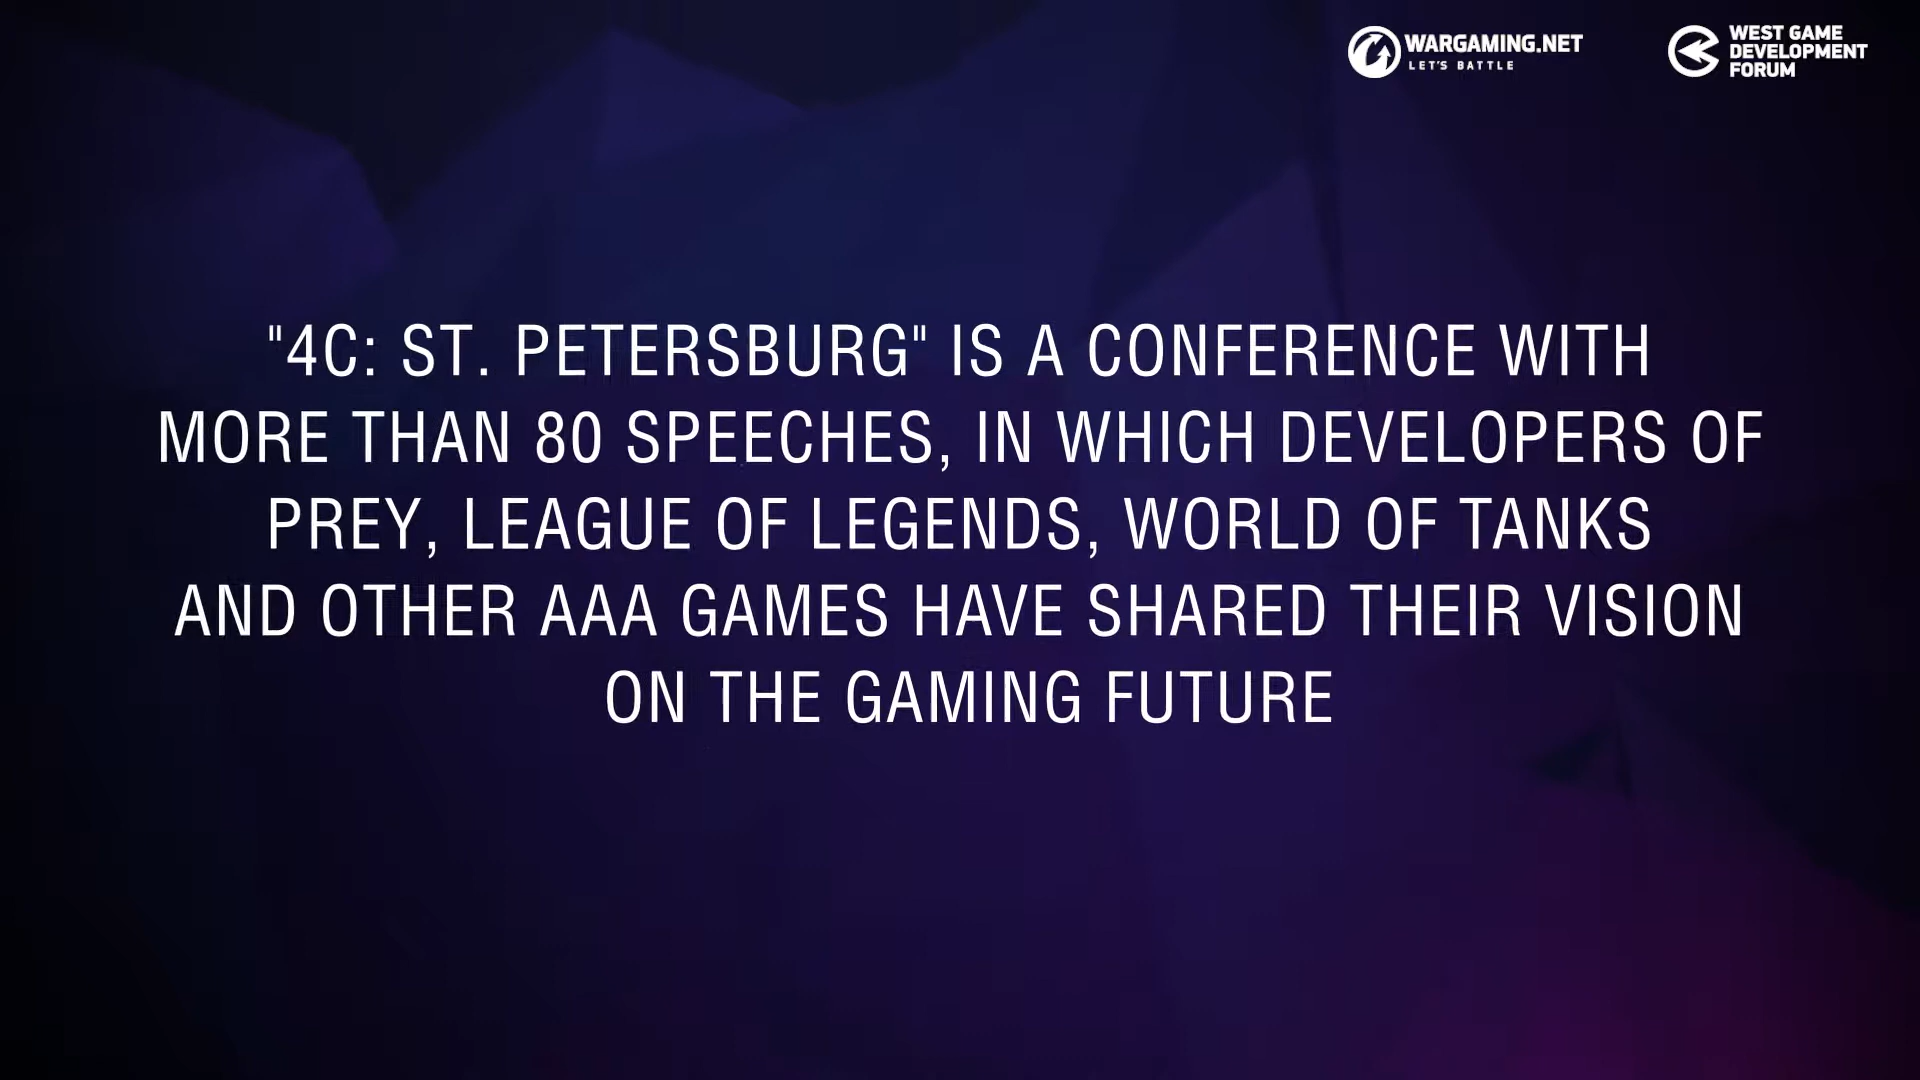 WARGAMING.NET
LET'S BATTLE
WEST GAME
DEVELOPMENT
FORUM
"4C: ST. PETERSBURG" IS A CONFERENCE WITH
MORE THAN 80 SPEECHES, IN WHICH DEVELOPERS OF
PREY, LEAGUE OF LEGENDS, WORLD OF TANKS
AND OTHER AAA GAMES HAVE SHARED THEIR VISION
ON THE GAMING FUTURE